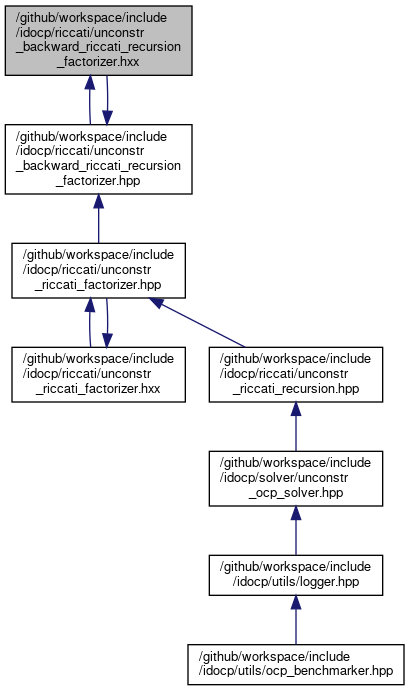 /github/workspace/include
/idocp/riccati/unconstr
_backward_riccati_recursion
_factorizer.hxx
/github/workspace/include
/idocp/riccati/unconstr
_backward_riccati_recursion
_factorizer.hpp
/github/workspace/include
/idocp/riccati/unconstr
_riccati_factorizer.hpp
/github/workspace/include
/idocp/riccati/unconstr
_riccati_factorizer.hxx
/github/workspace/include
/idocp/riccati/unconstr
_riccati_recursion.hpp
/github/workspace/include
/idocp/solver/unconstr
_ocp_solver.hpp
/github/workspace/include
/idocp/utils/logger.hpp
/github/workspace/include
/idocp/utils/ocp_benchmarker.hpp